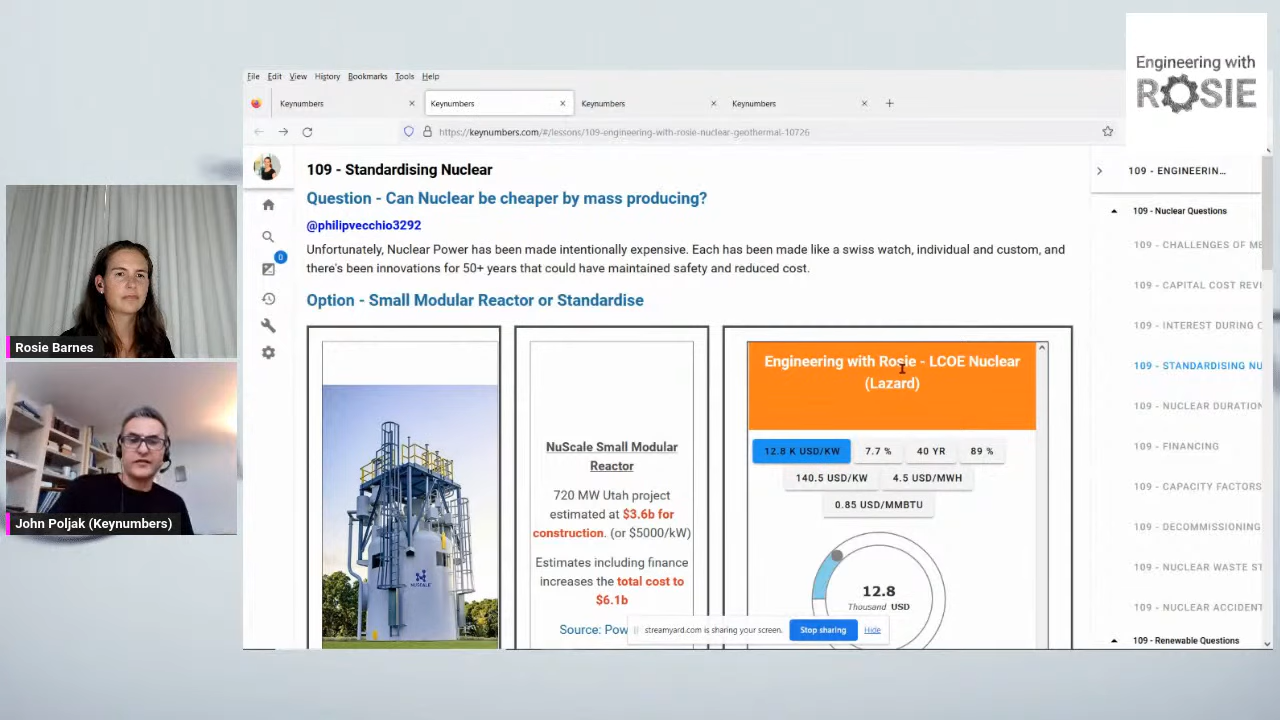 Engineering with
ROSIE
File Edit View History Bookmarks Tools Help
Keynumbers
Keynumbers
Keynumbers
Keynumbers
https://keynumbers.com/#/lessons/109-engineering-with-rosie-nuclear-geothermal-10726
109 - Standardising Nuclear
Question - Can Nuclear be cheaper by mass producing?
@philipvecchio3292
Unfortunately, Nuclear Power has been made intentionally expensive. Each has been made like a swiss watch, individual and custom, and
there's been innovations for 50+ years that could have maintained safety and reduced cost.
Option - Small Modular Reactor or Standardise
0
NUSCALE
NuScale Small Modular
Reactor
720 MW Utah project
estimated at $3.6b for
construction. (or $5000/kW)
Estimates including finance
increases the total cost to
$6.1b
Source: Pow
Engineering with Rosie - LCOE Nuclear
(Lazard)
12.8 K USD/KW 7.7 % 40 YR 89 %
140.5 USD/KW 4.5 USD/MWH
0.85 USD/MMBTU
12.8
Thousand USD
streamyard.com is sharing your screen. Stop sharing Hide
109 - ENGINEERIN...
109 - Nuclear Questions
109 - CHALLENGES OF ME
109 - CAPITAL COST REVI
109 - INTEREST DURING C
109 - STANDARDISING NU
109 - NUCLEAR DURATION
109 - FINANCING
109 - CAPACITY FACTORS
109 - DECOMMISSIONING
109 - NUCLEAR WASTE ST
109 - NUCLEAR ACCIDENT
109 - Renewable Questions
Rosie Barnes
John Poljak (Keynumbers)